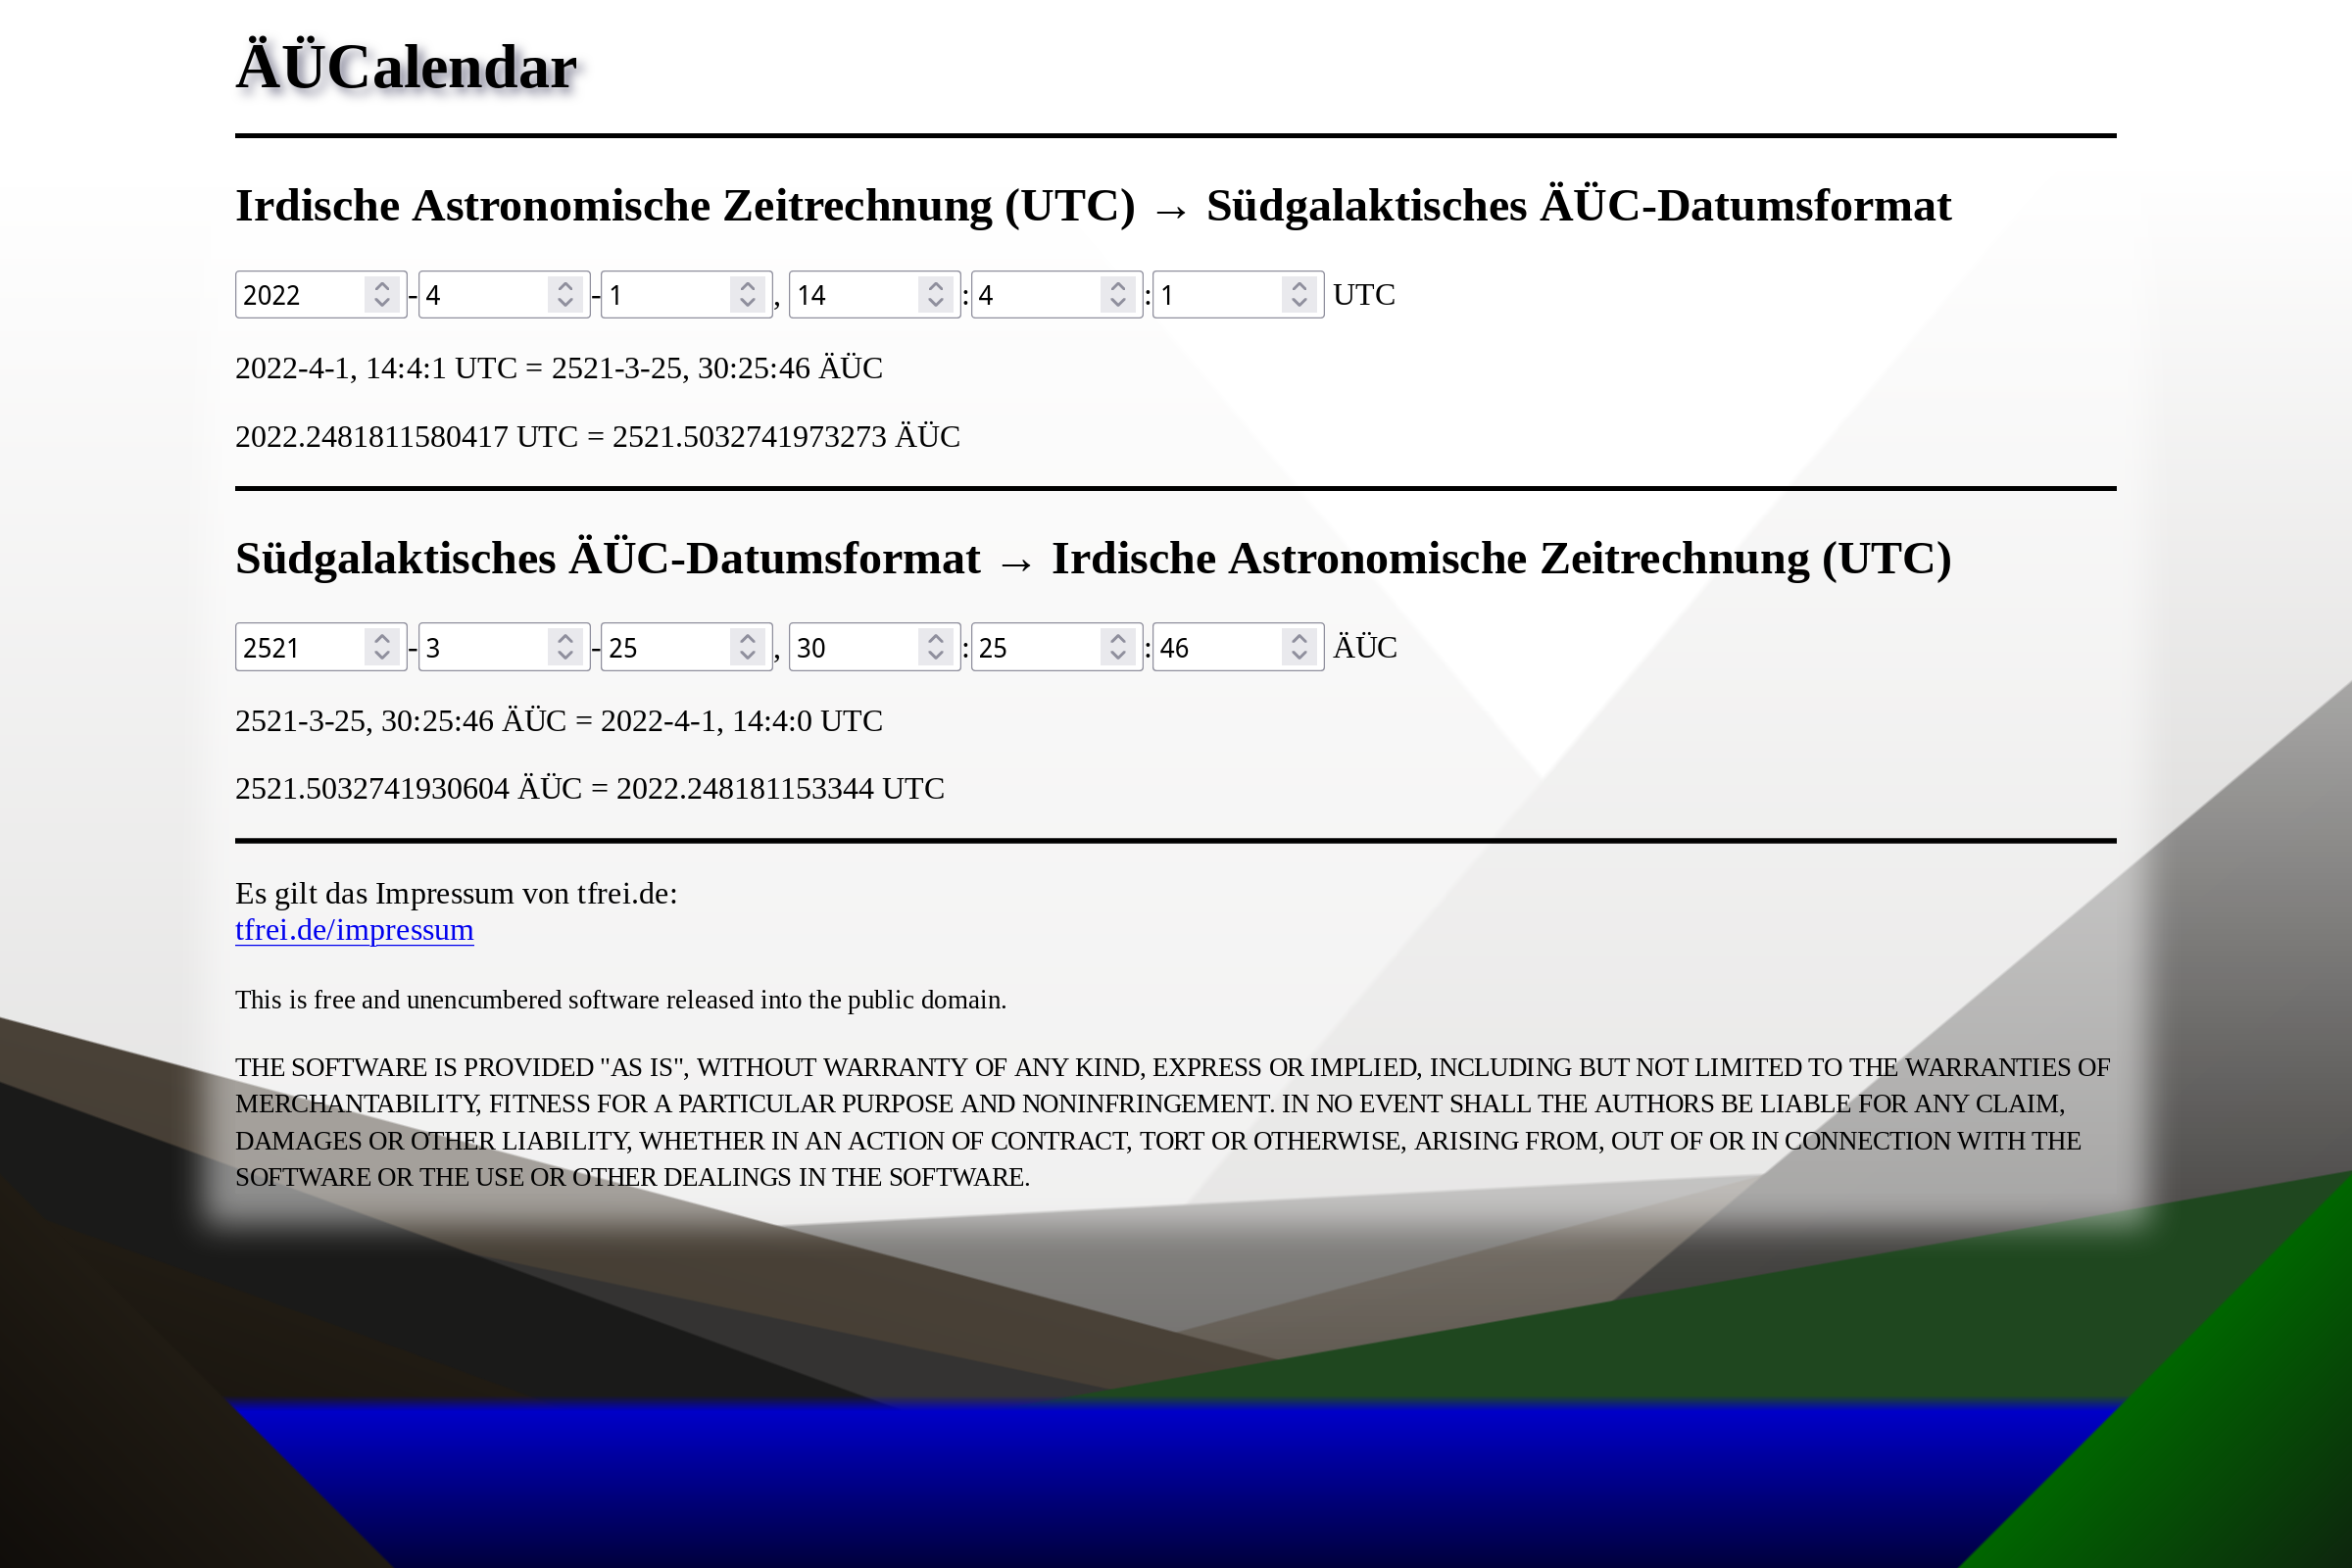 ÄÜCalendar
Irdische Astronomische Zeitrechnung (UTC) → Südgalaktisches ÄÜC-Datumsformat
2022-4-1, 14:4:1 UTC
2022-4-1, 14:4:1 UTC = 2521-3-25, 30:25:46 ÄÜC
2022.2481811580417 UTC = 2521.5032741973273 ÄÜC
Südgalaktisches ÄÜC-Datumsformat → Irdische Astronomische Zeitrechnung (UTC)
2521-3-25, 30:25:46 ÄÜC
2521-3-25, 30:25:46 ÄÜC = 2022-4-1, 14:4:0 UTC
2521.5032741930604 ÄÜC = 2022.248181153344 UTC
Es gilt das Impressum von tfrei.de:
tfrei.de/impressum
This is free and unencumbered software released into the public domain.
THE SOFTWARE IS PROVIDED "AS IS", WITHOUT WARRANTY OF ANY KIND, EXPRESS OR IMPLIED, INCLUDING BUT NOT LIMITED TO THE WARRANTIES OF
MERCHANTABILITY, FITNESS FOR A PARTICULAR PURPOSE AND NONINFRINGEMENT. IN NO EVENT SHALL THE AUTHORS BE LIABLE FOR ANY CLAIM,
DAMAGES OR OTHER LIABILITY, WHETHER IN AN ACTION OF CONTRACT, TORT OR OTHERWISE, ARISING FROM, OUT OF OR IN CONNECTION WITH THE
SOFTWARE OR THE USE OR OTHER DEALINGS IN THE SOFTWARE.